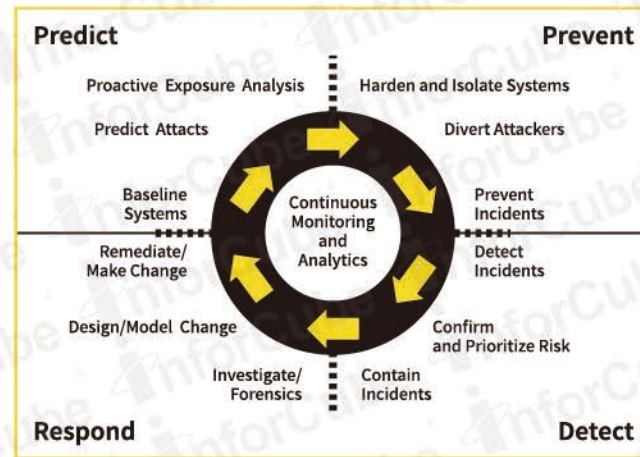 Predict
Prevent
Proactive Exposure Analysis
Harden and Isolate Systems
Predict Attacts
Divert Attackers
Baseline
Systems
Prevent
Incidents
Continuous
Monitoring
and
Analytics
Remediate/
Make Change
Detect
Incidents
Design/Model Change
Confirm
and Prioritize Risk
Investigate/
Forensics
Contain
Incidents
Respond
Detect
InforCube